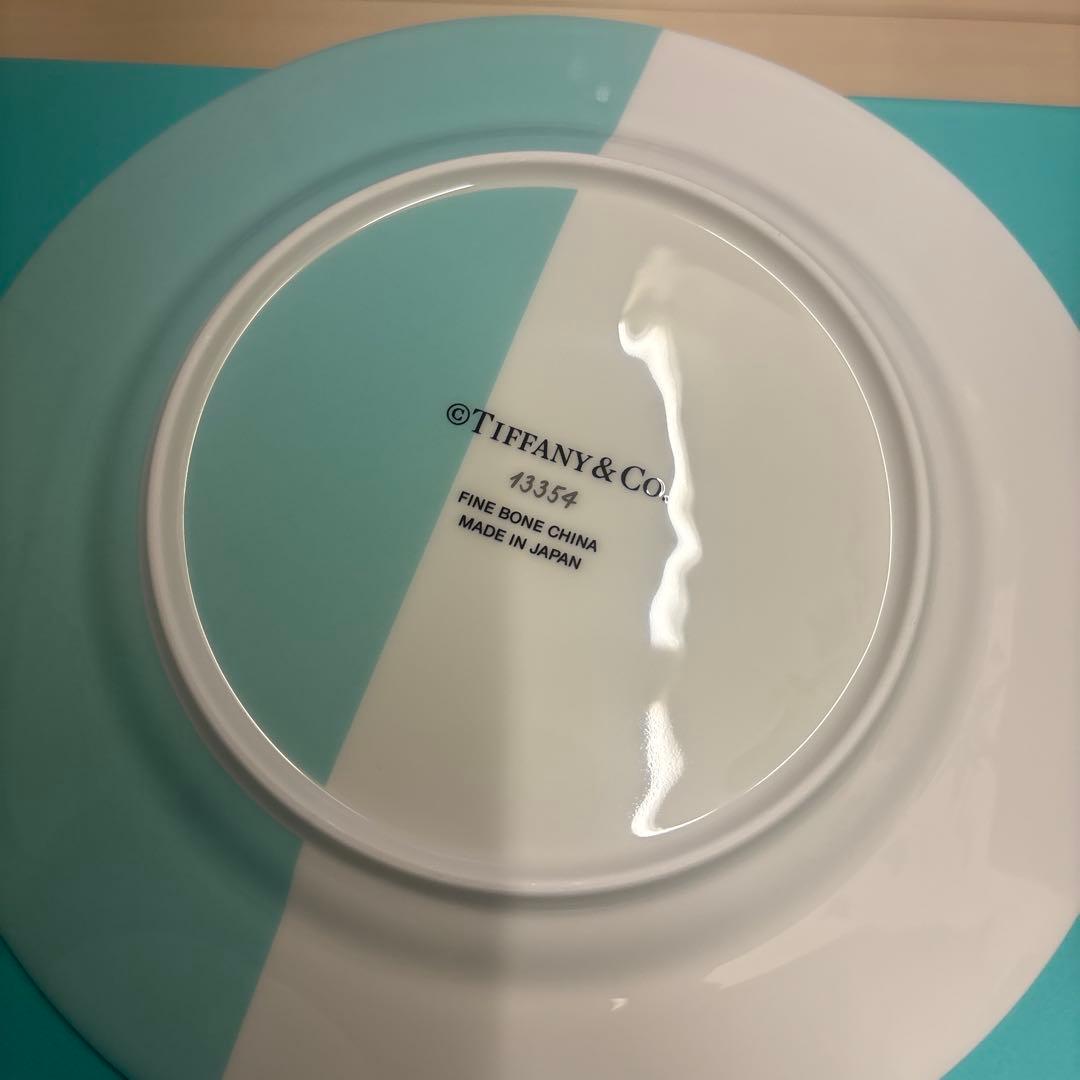 ©TIFFANY & CO.
13354
FINE BONE CHINA
MADE IN JAPAN